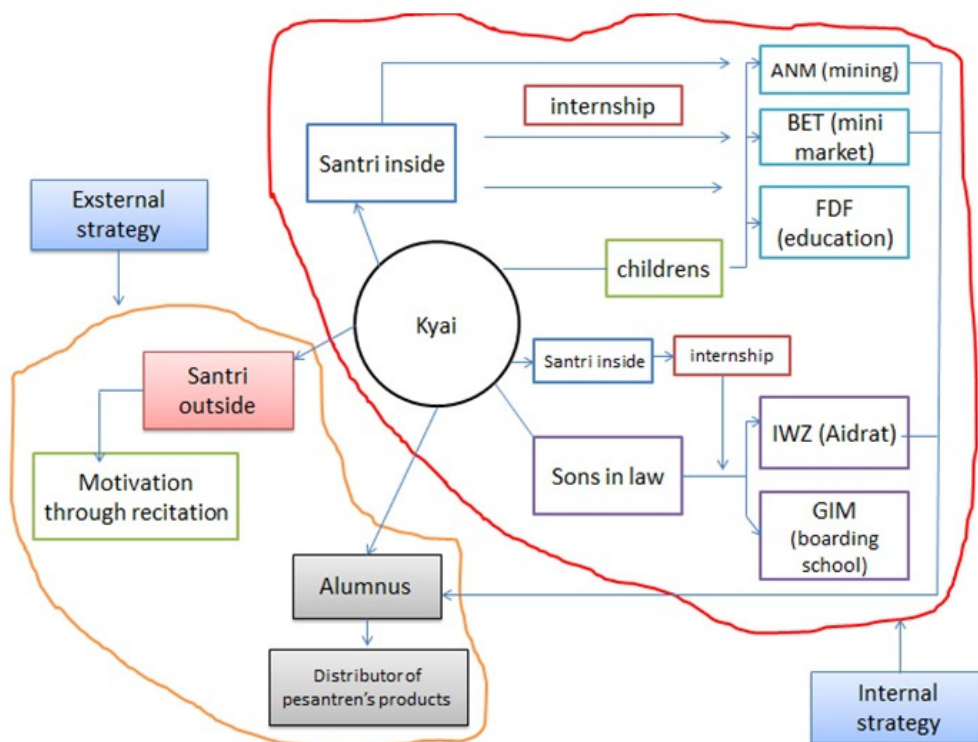 ANM (mining)
internship
BET (mini
market)
Santri inside
Exsternal
strategy
FDF
(education)
childrens
Kyai
Santri inside
internship
Santri
outside
IWZ (Aidrat)
Sons in law
Motivation
through recitation
GIM
(boarding
school)
Alumnus
Distributor of
pesantren's products
Internal
strategy